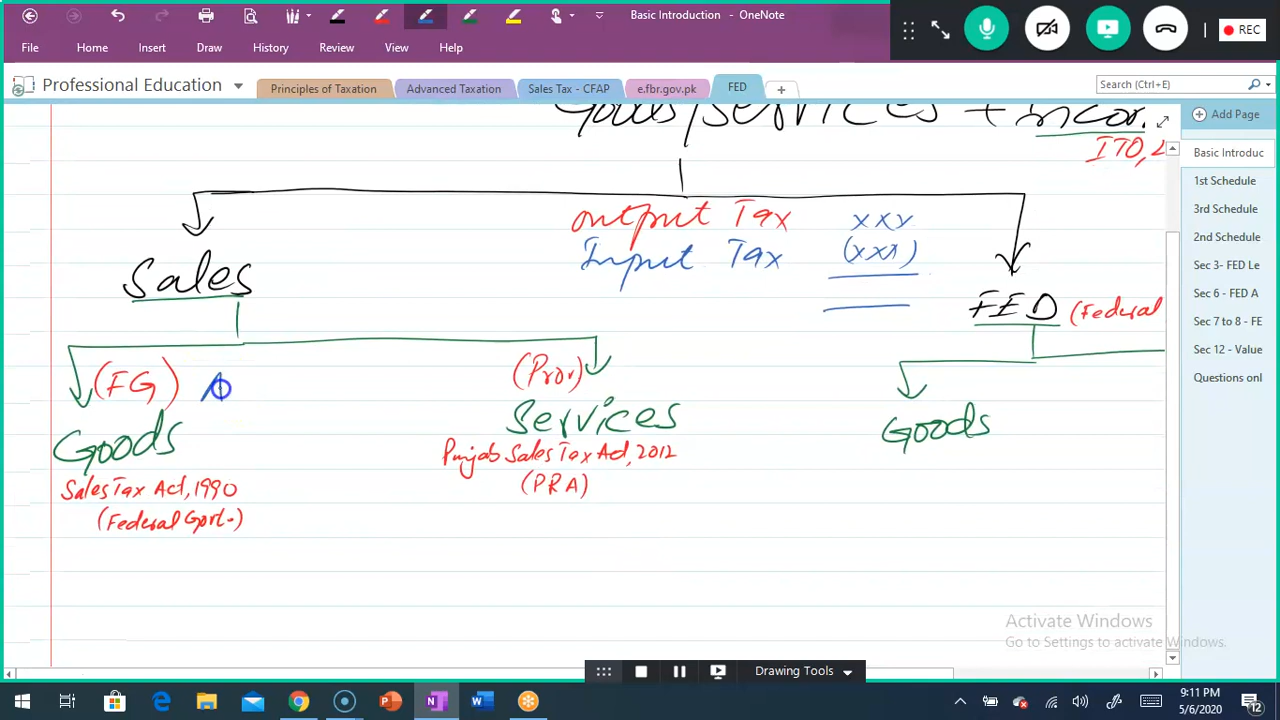 Basic Introduction - OneNote
REC
File Home Insert Draw History Review View Help
Professional Education
Principles of Taxation
Advanced Taxation
Sales Tax - CFAP
e.fbr.gov.pk
FED
Search (Ctrl+E)
Add Page
Basic Introduc
1st Schedule
3rd Schedule
2nd Schedule
Sec 3- FED Le
Sec 6 - FED A
Sec 7 to 8 - FE
Sec 12 - Value
Questions onl
Goods/Services + incor.
ITO, 2
output Tax xxy
Input Tax (xxx)
Sales
FED (Federal
(FG)
(Prov)
Goods
Services
Goods
Sales Tax Act, 1990
(Federal Govt.)
Punjab Sales Tax Act, 2012
(PRA)
Activate Windows
Go to Settings to activate Windows.
Drawing Tools
9:11 PM
5/6/2020
12